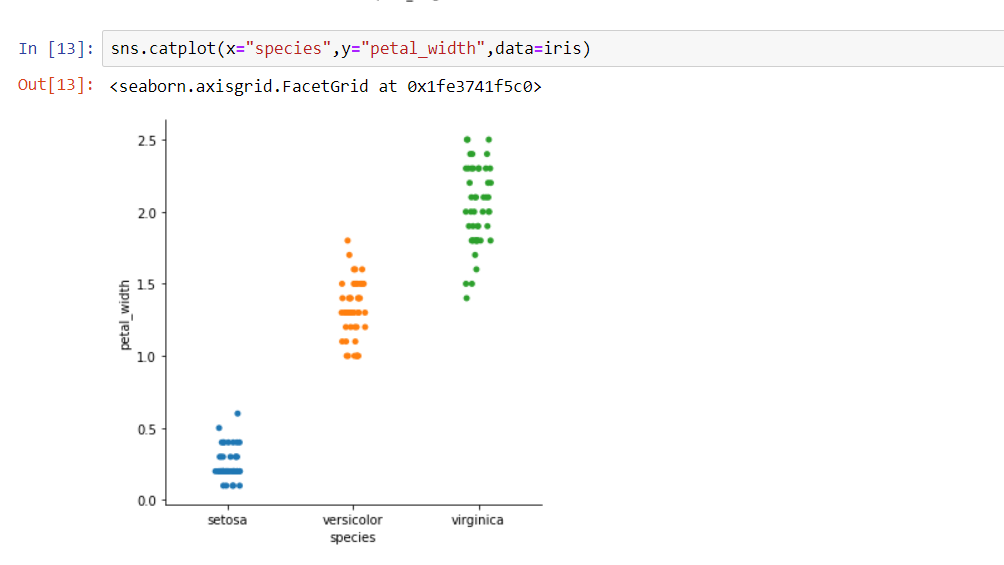 In [13]: sns.catplot(x="species",y="petal_width",data=iris)
Out[13]: <seaborn.axisgrid.FacetGrid at 0x1fe3741f5c0>
2.5
2.0
1.5
petal_width
1.0
0.5
0.0
setosa versicolor virginica
species